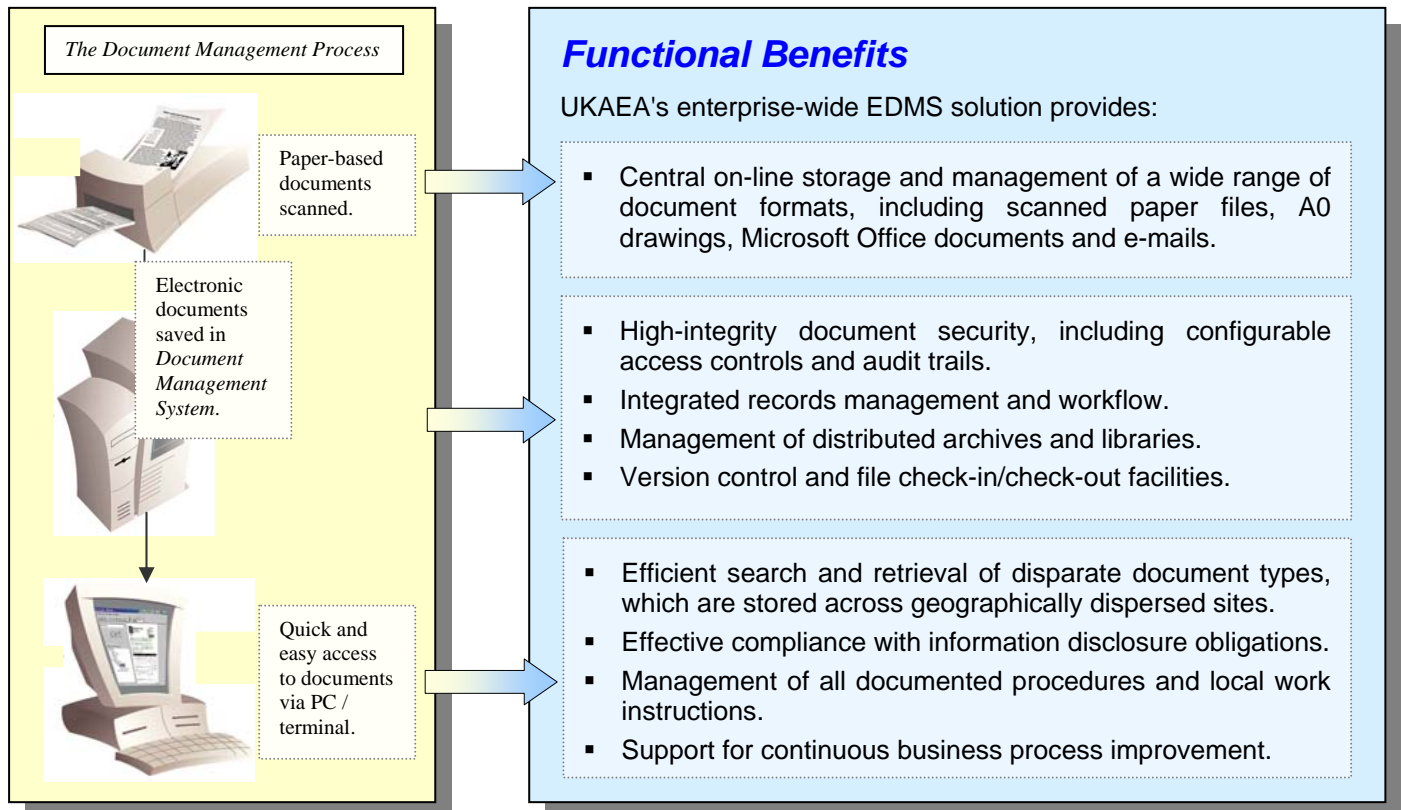 The Document Management Process
Paper-based
documents
scanned.
Electronic
documents
saved in
Document
Management
System.
Quick and
easy access
to documents
via PC /
terminal.
Functional Benefits
UKAEA's enterprise-wide EDMS solution provides:
▪ Central on-line storage and management of a wide range of
document formats, including scanned paper files, A0
drawings, Microsoft Office documents and e-mails.
▪ High-integrity document security, including configurable
access controls and audit trails.
▪ Integrated records management and workflow.
▪ Management of distributed archives and libraries.
▪ Version control and file check-in/check-out facilities.
▪ Efficient search and retrieval of disparate document types,
which are stored across geographically dispersed sites.
▪ Effective compliance with information disclosure obligations.
▪ Management of all documented procedures and local work
instructions.
▪ Support for continuous business process improvement.